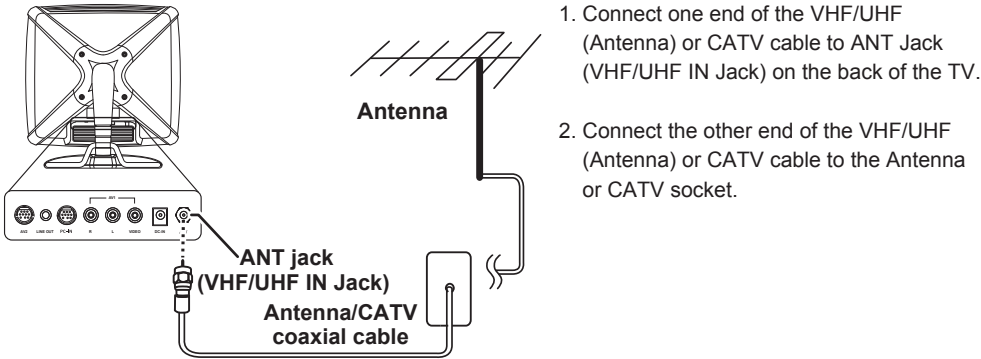 1. Connect one end of the VHF/UHF
(Antenna) or CATV cable to ANT Jack
(VHF/UHF IN Jack) on the back of the TV.
2. Connect the other end of the VHF/UHF
(Antenna) or CATV cable to the Antenna
or CATV socket.
Antenna
AV1
AV2 LINE OUT PC-IN R L VIDEO DC-IN
ANT jack
(VHF/UHF IN Jack)
Antenna/CATV
coaxial cable